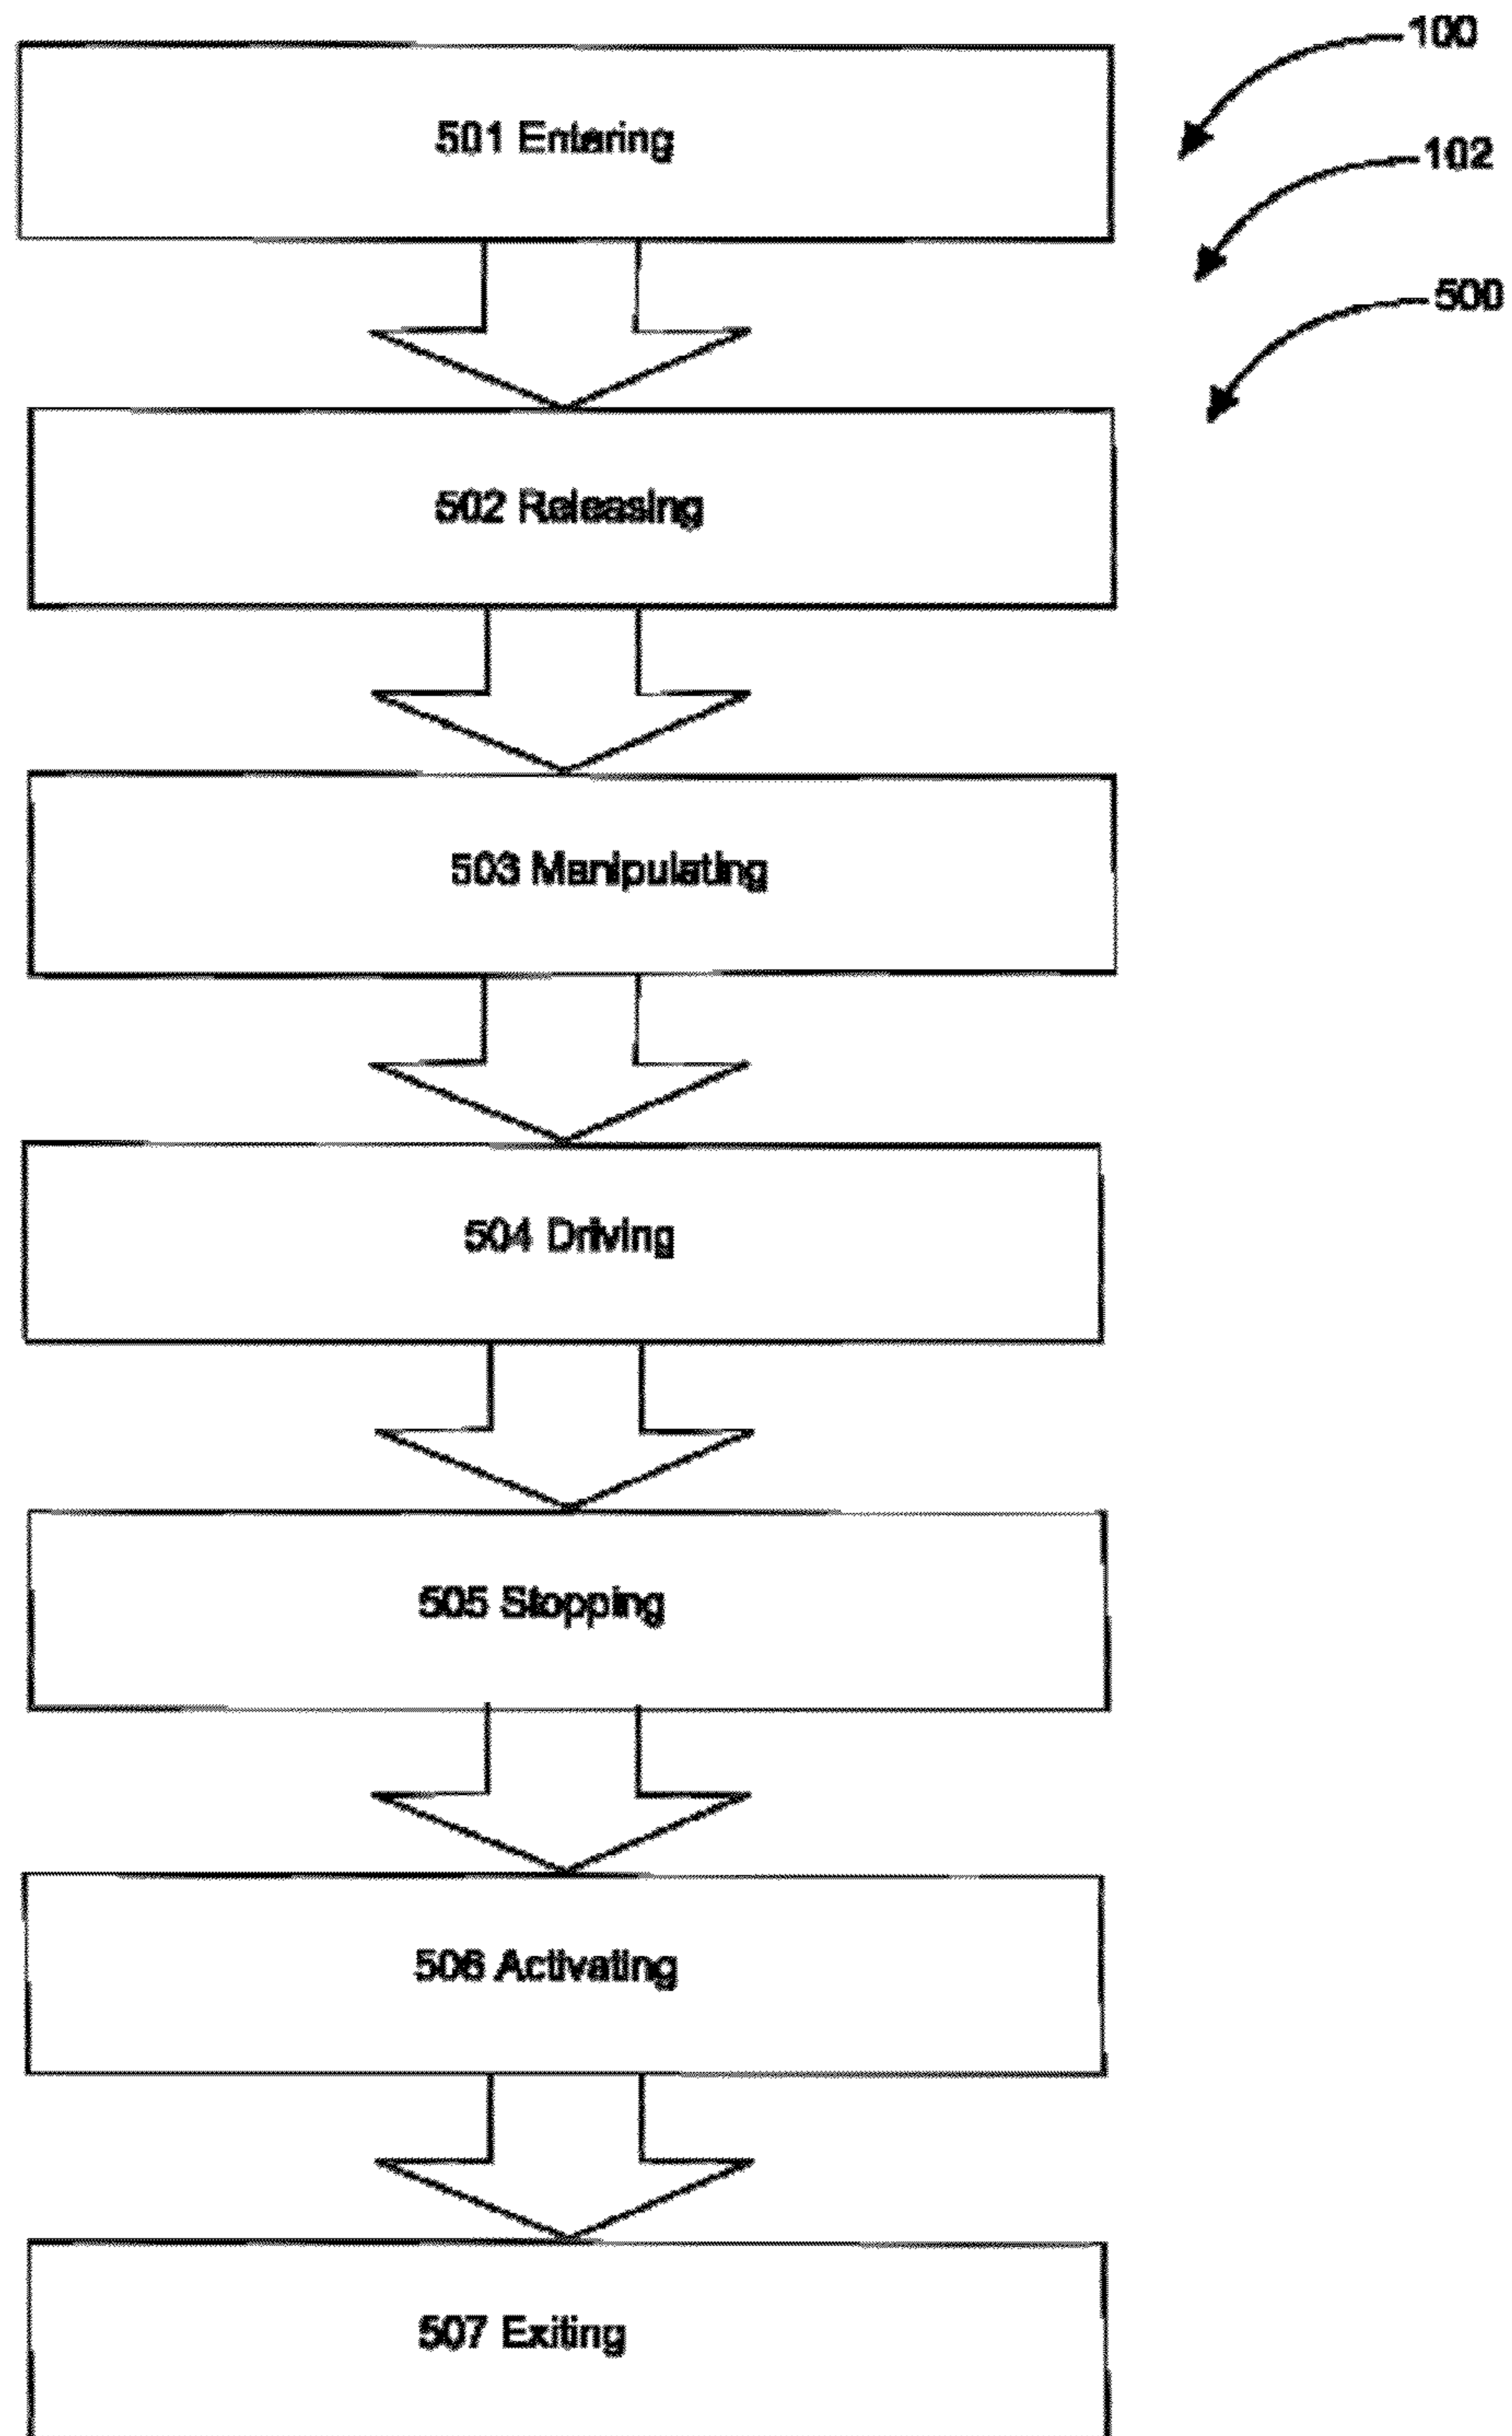 100
501 Entering
102
500
502 Releasing
503 Manipulating
504 Driving
505 Stopping
506 Activating
507 Exiting